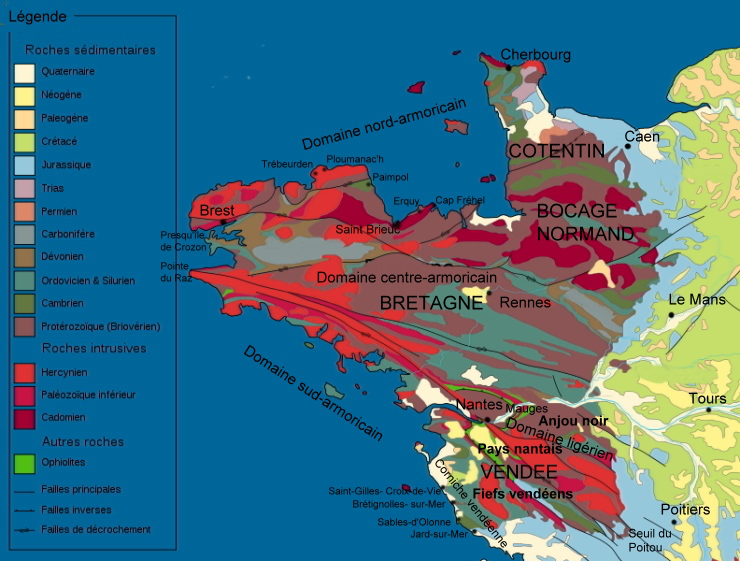 Légende
Roches sédimentaires
Quaternaire
Néogène
Paleogène
Crétacé
Jurassique
Trias
Permien
Carbonifère
Dévonien
Ordovicien & Silurien
Cambrien
Protérozoïque (Briovérien)
Roches intrusives
Hercynien
Paléozoïque inférieur
Cadomien
Autres roches
Ophiolites
Failles principales
Failles inverses
Failles de décrochement
Cherbourg
Domaine nord-armoricain
Caen
COTENTIN
Ploumanac'h
Trébeurden
Paimpol
Erquy
Cap Fréhel
Brest
BOCAGE
NORMAND
Saint Brieuc
Presqu'île
de Crozon
Pointe
du Raz
Domaine centre-armoricain
BRETAGNE
Rennes
Le Mans
Domaine sud-armoricain
Nantes
Mauges
Tours
Anjou noir
Domaine ligérien
Pays nantais
VENDEE
Corniche vendéenne
Fiefs vendéens
Saint-Gilles- Croix-de-Vie
Brétignolles- sur-Mer
Sables-d'Olonne
Jard-sur-Mer
Poitiers
Seuil du
Poitou